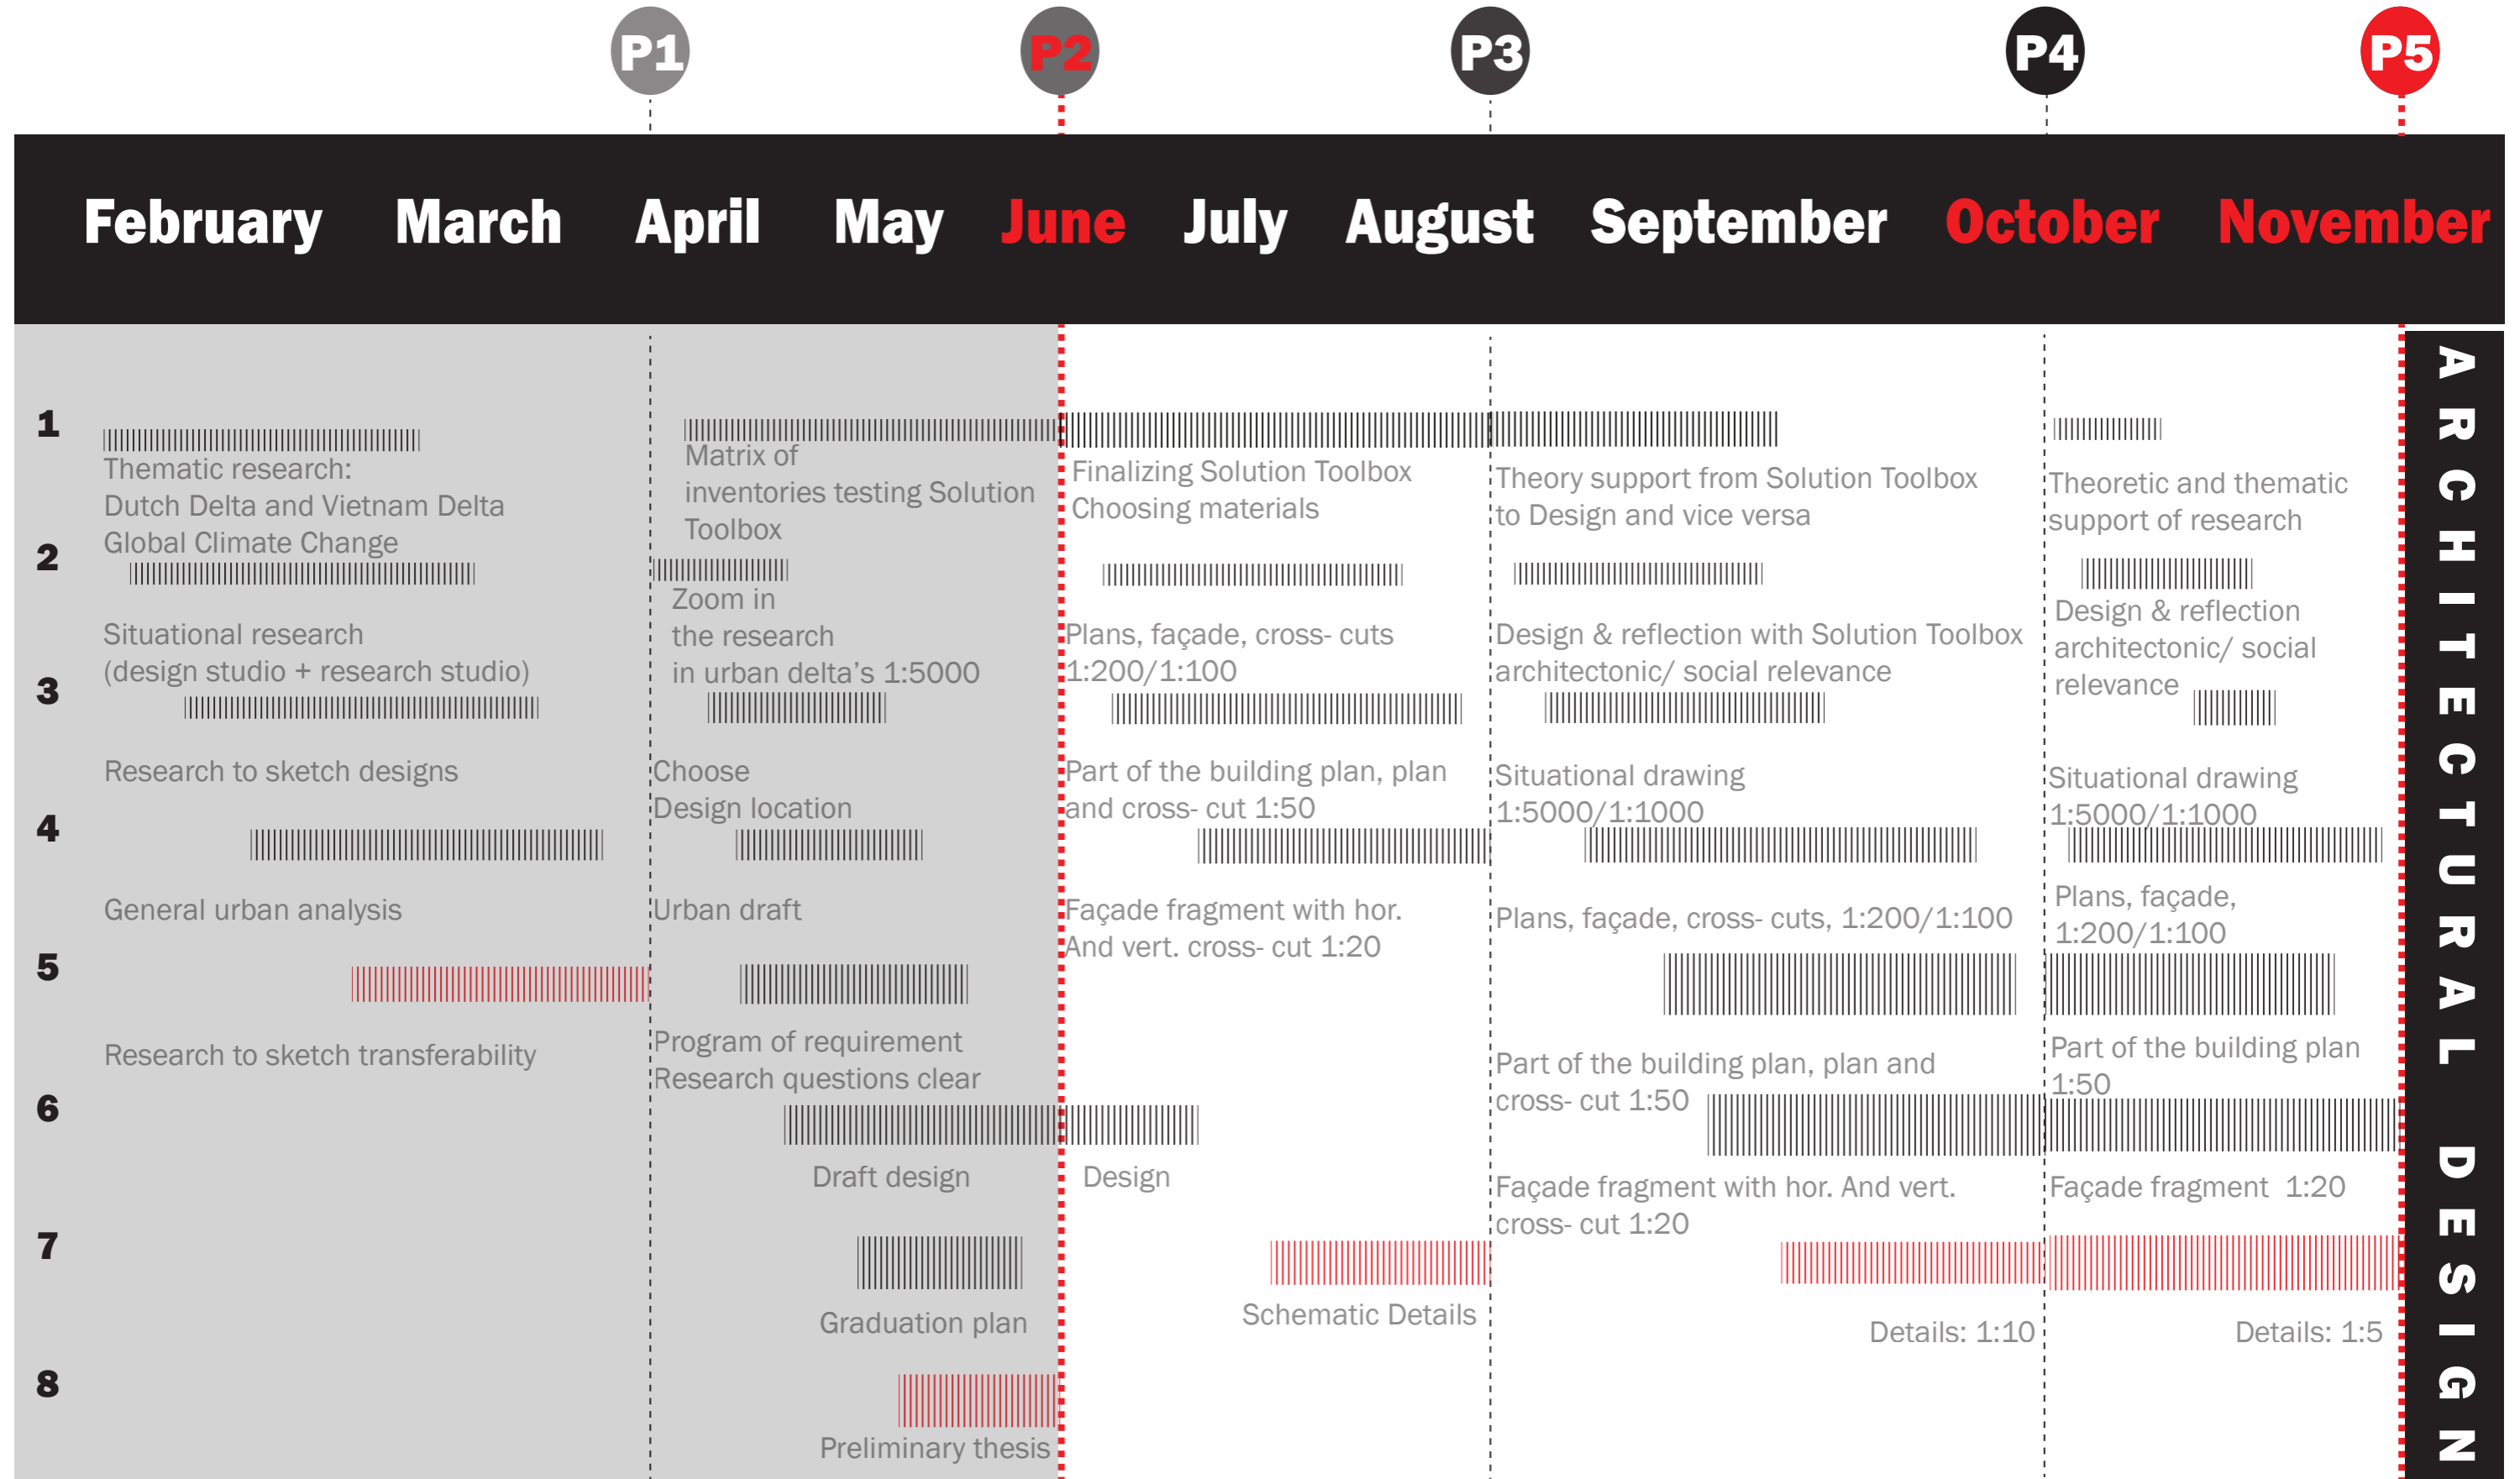 P1 P2 P3 P4 P5
February March April May June July August September October November
1
Thematic research:
Dutch Delta and Vietnam Delta
Global Climate Change
Matrix of
inventories testing Solution
Toolbox
Finalizing Solution Toolbox
Choosing materials
Theory support from Solution Toolbox
to Design and vice versa
Theoretic and thematic
support of research
2
Situational research
(design studio + research studio)
Zoom in
the research
in urban delta's 1:5000
Plans, façade, cross- cuts
1:200/1:100
Design & reflection with Solution Toolbox
architectonic/ social relevance
Design & reflection
architectonic/ social
relevance
3
Research to sketch designs
Choose
Design location
Part of the building plan, plan
and cross- cut 1:50
Situational drawing
1:5000/1:1000
Situational drawing
1:5000/1:1000
4
General urban analysis
Urban draft
Façade fragment with hor.
And vert. cross- cut 1:20
Plans, façade, cross- cuts, 1:200/1:100
Plans, façade,
1:200/1:100
5
Research to sketch transferability
Program of requirement
Research questions clear
Part of the building plan, plan and
cross- cut 1:50
Part of the building plan
1:50
6
Draft design
Design
Façade fragment with hor. And vert.
cross- cut 1:20
Façade fragment 1:20
7
Graduation plan
Schematic Details
Details: 1:10
Details: 1:5
8
Preliminary thesis
ARCHITECTURAL DESIGN